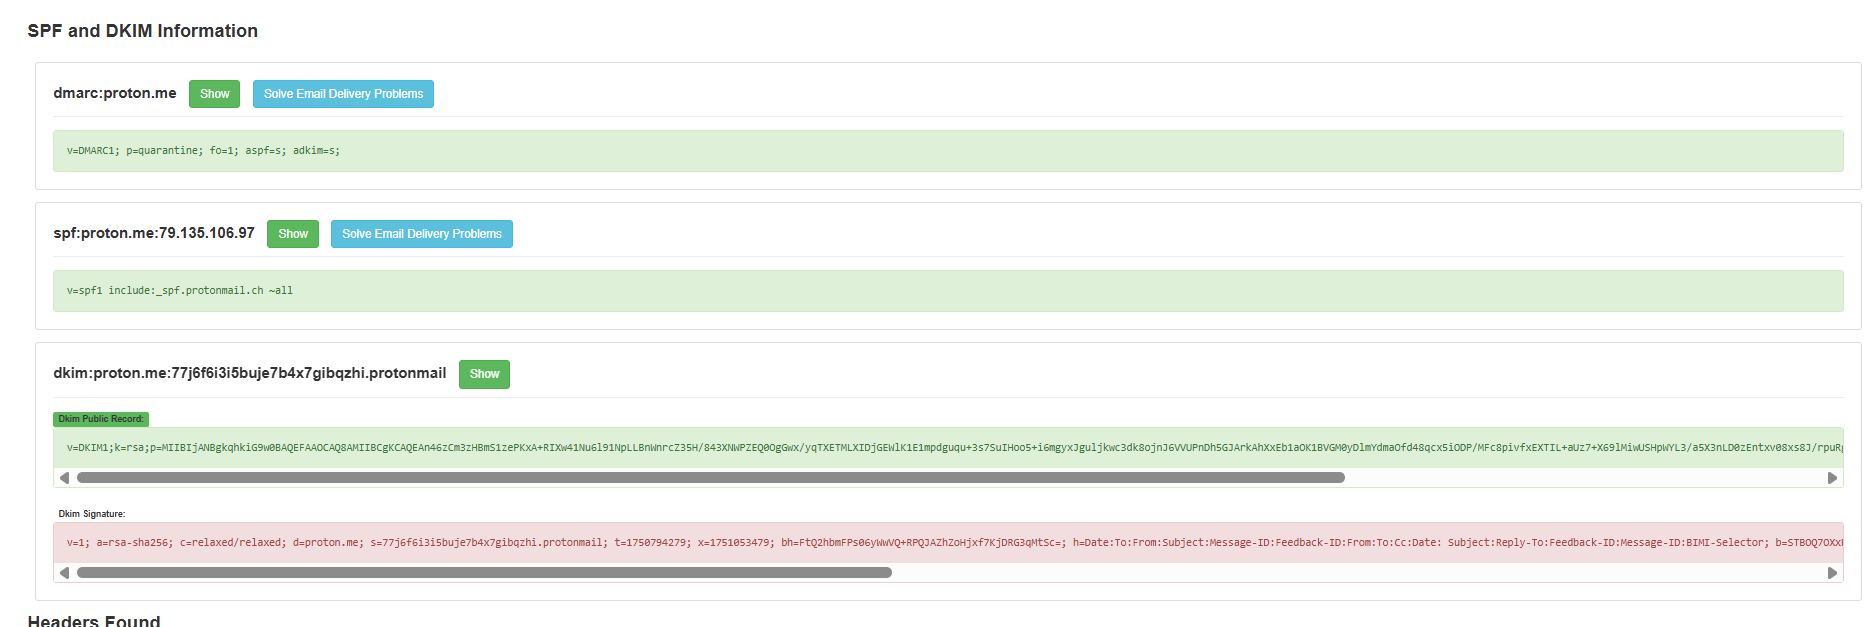 SPF and DKIM Information
dmarc:proton.me Show Solve Email Delivery Problems
v=DMARC1; p=quarantine; fo=1; aspf=s; adkim=s;
spf:proton.me:79.135.106.97 Show Solve Email Delivery Problems
v=spf1 include:_spf.protonmail.ch ~all
dkim:proton.me:77j6f6i3i5buje7b4x7gibqzhi.protonmail Show
Dkim Public Record:
v=DKIM1;k=rsa;p=MIIBIjANBgkqhkiG9w0BAQEFAAOCAQ8AMIIBCgKCAQEAn46zCm3zHBmS1zePKxA+RIXw41Nu6l91NpLLBnWnrcZ35H/843XNWPZEQ0OgGwx/yqTXETMLXIDjGEWlK1E1mpdguqu+3s7SuIHoo5+i6mgyxJguljkwc3dk8ojnJ6VVUPnDh5GJArkAhXxEb1aOK1BVGM0yDlmYdmaOfd48qcx5iODP/MFc8pivfxEXTIL+aUz7+X69lMiwUSHpWYL3/a5X3nLD0zEntxv08xs8J/rpuRg
Dkim Signature:
v=1; a=rsa-sha256; c=relaxed/relaxed; d=proton.me; s=77j6f6i3i5buje7b4x7gibqzhi.protonmail; t=1750794279; x=1751053479; bh=FtQ2hbmFPs06yWwVQ+RPQJAZhZoHjxf7KjDRG3qMtSc=; h=Date:To:From:Subject:Message-ID:Feedback-ID:From:To:Cc:Date: Subject:Reply-To:Feedback-ID:Message-ID:BIMI-Selector; b=STBOQ7OXx
Headers Found